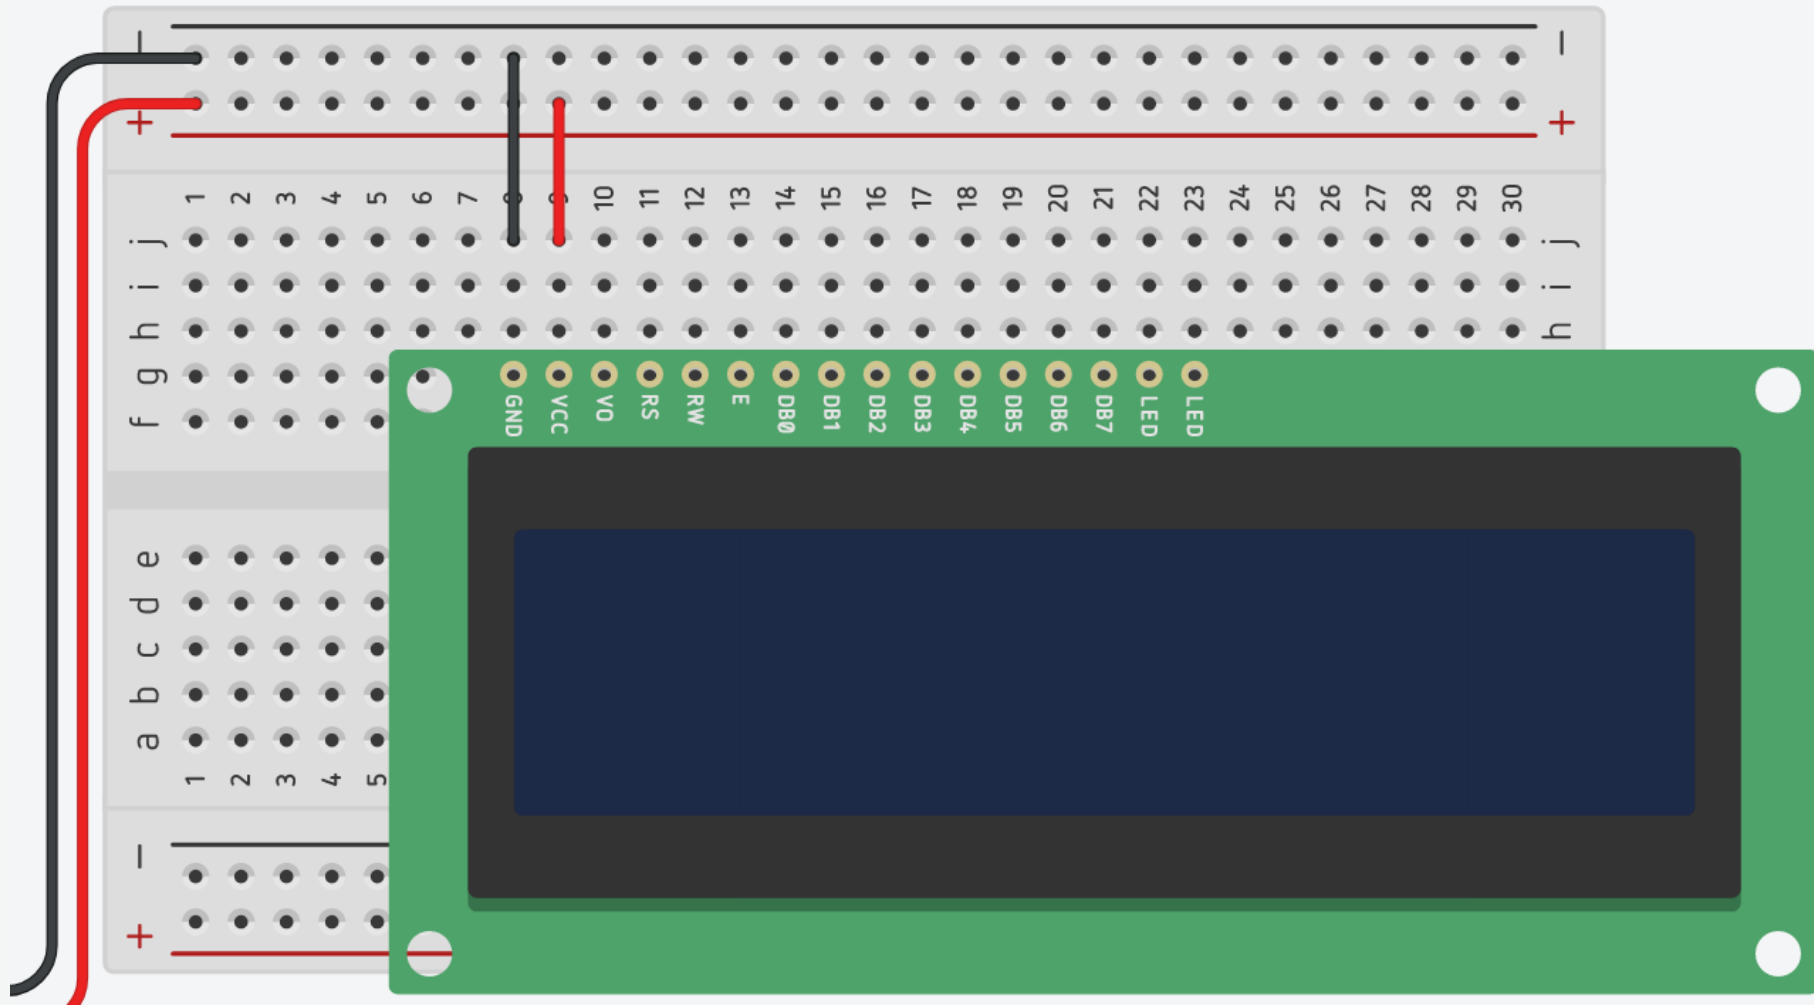 − −
+ +
1 2 3 4 5 6 7 8 9 10 11 12 13 14 15 16 17 18 19 20 21 22 23 24 25 26 27 28 29 30
j j
i i
h h
g
GND VCC VO RS RW E DB0 DB1 DB2 DB3 DB4 DB5 DB6 DB7 LED LED
f
e
d
c
b
a
1 2 3 4 5
−
+